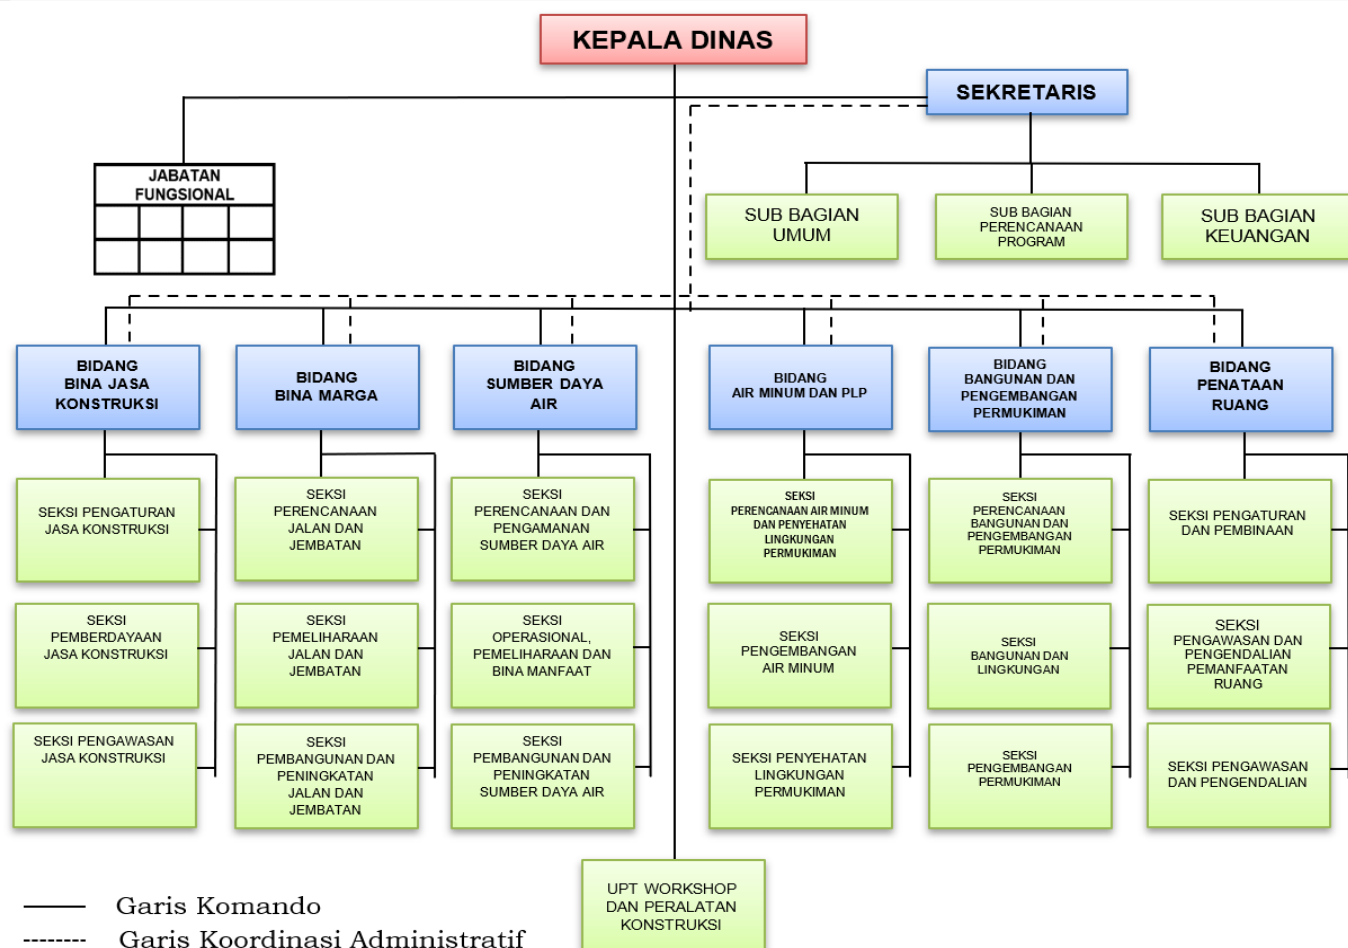 KEPALA DINAS
SEKRETARIS
JABATAN
FUNGSIONAL
SUB BAGIAN
UMUM
SUB BAGIAN
PERENCANAAN
PROGRAM
SUB BAGIAN
KEUANGAN
BIDANG
BINA JASA
KONSTRUKSI
BIDANG
BINA MARGA
BIDANG
SUMBER DAYA
AIR
BIDANG
AIR MINUM DAN PLP
BIDANG
BANGUNAN DAN
PENGEMBANGAN
PERMUKIMAN
BIDANG
PENATAAN
RUANG
SEKSI PENGATURAN
JASA KONSTRUKSI
SEKSI
PERENCANAAN
JALAN DAN
JEMBATAN
SEKSI
PERENCANAAN DAN
PENGAMANAN
SUMBER DAYA AIR
SEKSI
PERENCANAAN AIR MINUM
DAN PENYEHATAN
LINGKUNGAN
PERMUKIMAN
SEKSI
PERENCANAAN
BANGUNAN DAN
PENGEMBANGAN
PERMUKIMAN
SEKSI PENGATURAN
DAN PEMBINAAN
SEKSI
PEMBERDAYAAN
JASA KONSTRUKSI
SEKSI
PEMELIHARAAN
JALAN DAN
JEMBATAN
SEKSI
OPERASIONAL,
PEMELIHARAAN DAN
BINA MANFAAT
SEKSI
PENGEMBANGAN
AIR MINUM
SEKSI
BANGUNAN DAN
LINGKUNGAN
SEKSI
PENGAWASAN DAN
PENGENDALIAN
PEMANFAATAN
RUANG
SEKSI PENGAWASAN
JASA KONSTRUKSI
SEKSI
PEMBANGUNAN DAN
PENINGKATAN
JALAN DAN
JEMBATAN
SEKSI
PEMBANGUNAN DAN
PENINGKATAN
SUMBER DAYA AIR
SEKSI PENYEHATAN
LINGKUNGAN
PERMUKIMAN
SEKSI
PENGEMBANGAN
PERMUKIMAN
SEKSI PENGAWASAN
DAN PENGENDALIAN
UPT WORKSHOP
DAN PERALATAN
KONSTRUKSI
Garis Komando
Garis Koordinasi Administratif